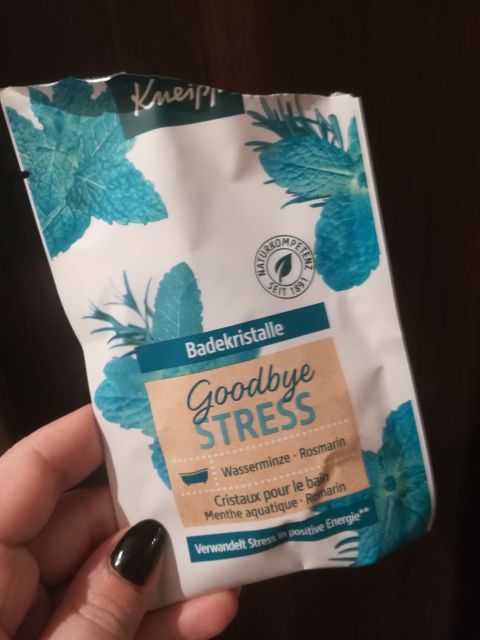 Kneipp
NATURKOMPETENZ
SEIT 1891
Badekristalle
Goodbye
STRESS
Wasserminze · Rosmarin
Cristaux pour le bain
Menthe aquatique · Romarin
Verwandelt Stress in positive Energie**